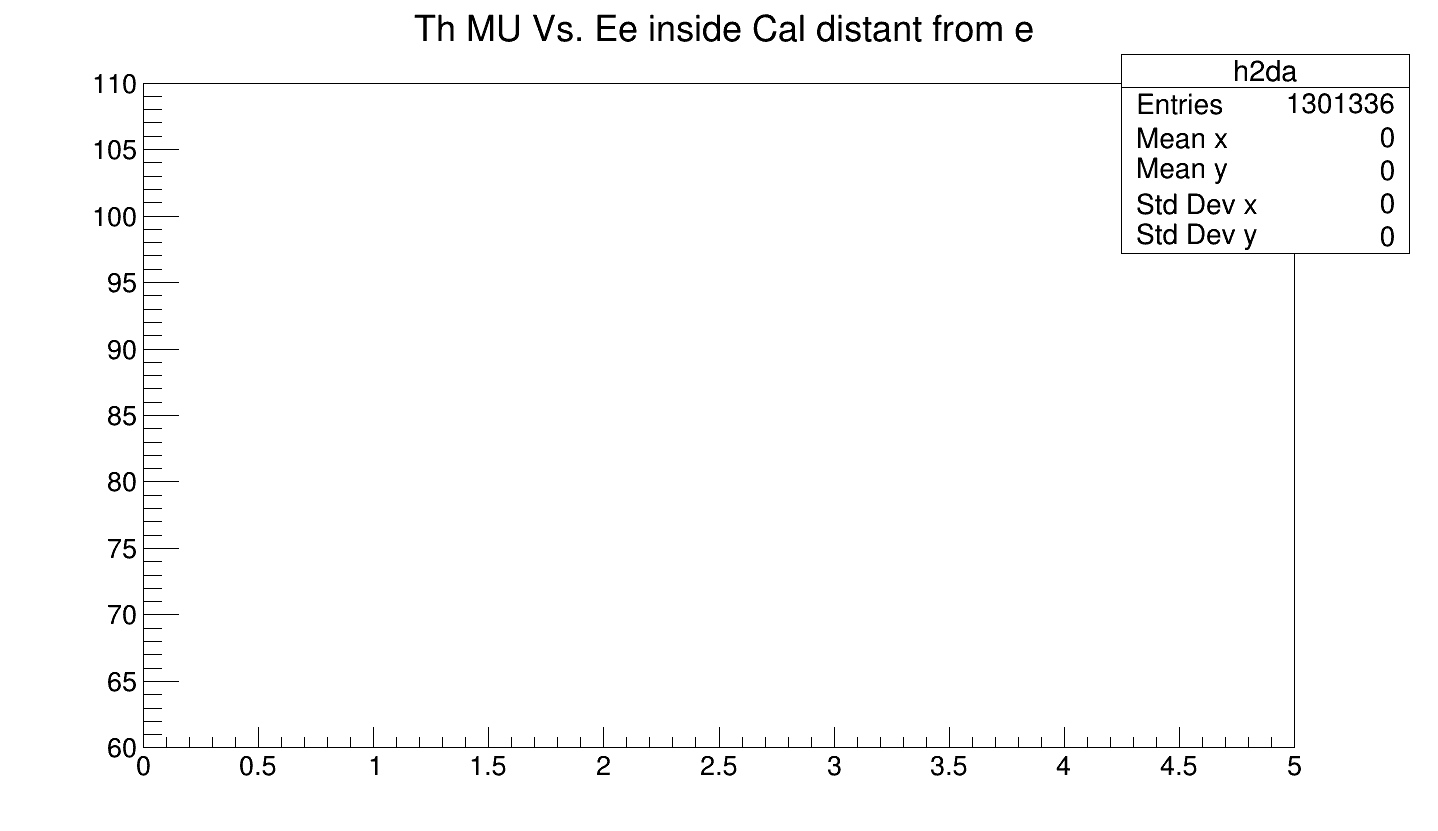 Th MU Vs. Ee inside Cal distant from e
h2da
Entries 1301336
Mean x 0
Mean y 0
Std Dev x 0
Std Dev y 0
110
105
100
95
90
85
80
75
70
65
60
0 0.5 1 1.5 2 2.5 3 3.5 4 4.5 5